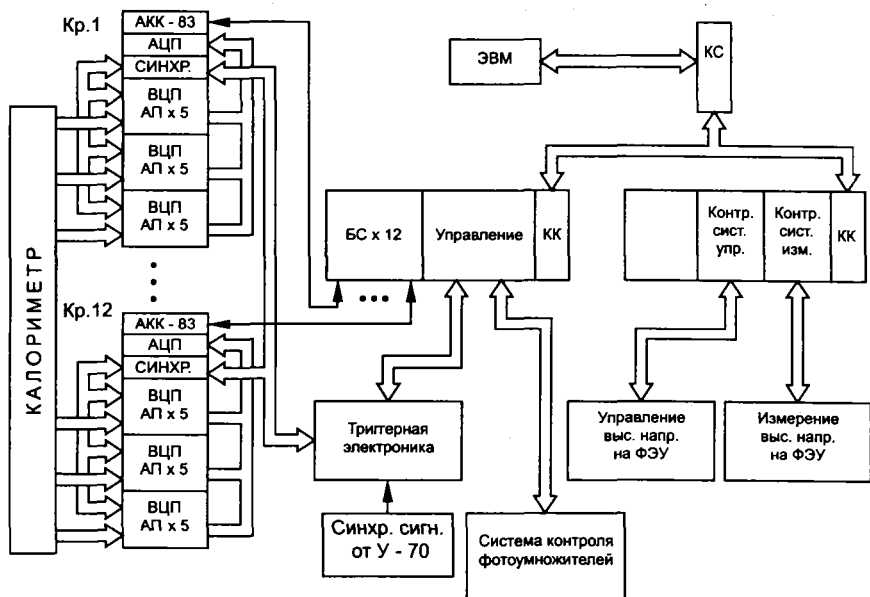 Кр.1
АКК - 83
АЦП
СИНХР.
ВЦП
АП x 5
ВЦП
АП x 5
ВЦП
АП x 5
КАЛОРИМЕТР
Кр.12
АКК - 83
АЦП
СИНХР.
ВЦП
АП x 5
ВЦП
АП x 5
ВЦП
АП x 5
ЭВМ
КС
БС x 12
Управление
КК
Контр.
сист.
упр.
Контр.
сист.
изм.
КК
Триггерная
электроника
Синхр. сигн.
от У - 70
Система контроля
фотоумножителей
Управление
выс. напр.
на ФЭУ
Измерение
выс. напр.
на ФЭУ